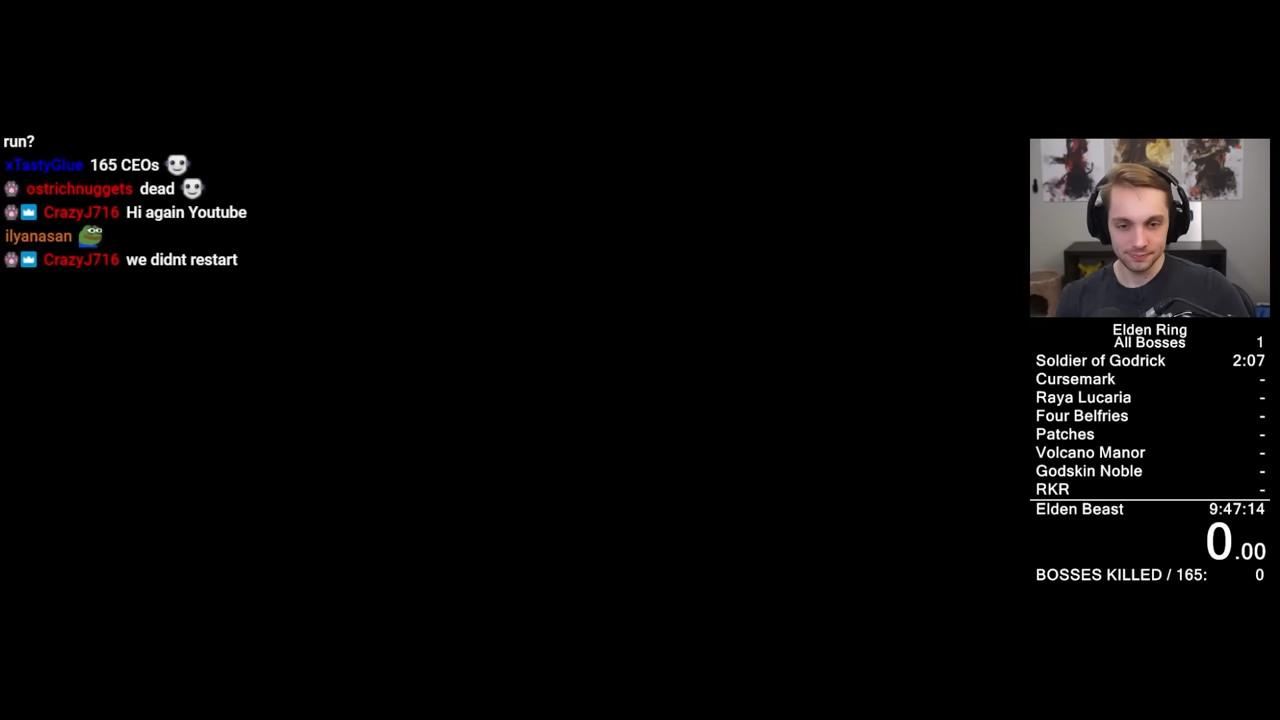 run?
xTastyGlue 165 CEOs
ostrichnuggets dead
CrazyJ716 Hi again Youtube
ilyanasan
CrazyJ716 we didnt restart
Elden Ring
All Bosses 1
Soldier of Godrick 2:07
Cursemark -
Raya Lucaria -
Four Belfries -
Patches -
Volcano Manor -
Godskin Noble -
RKR -
Elden Beast 9:47:14
0.00
BOSSES KILLED / 165: 0